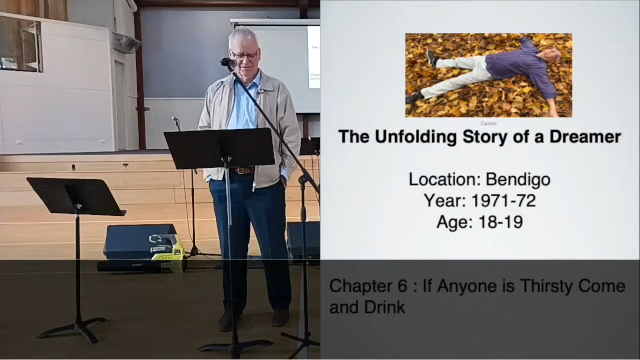 Caption
The Unfolding Story of a Dreamer
Location: Bendigo
Year: 1971-72
Age: 18-19
Chapter 6 : If Anyone is Thirsty Come
and Drink